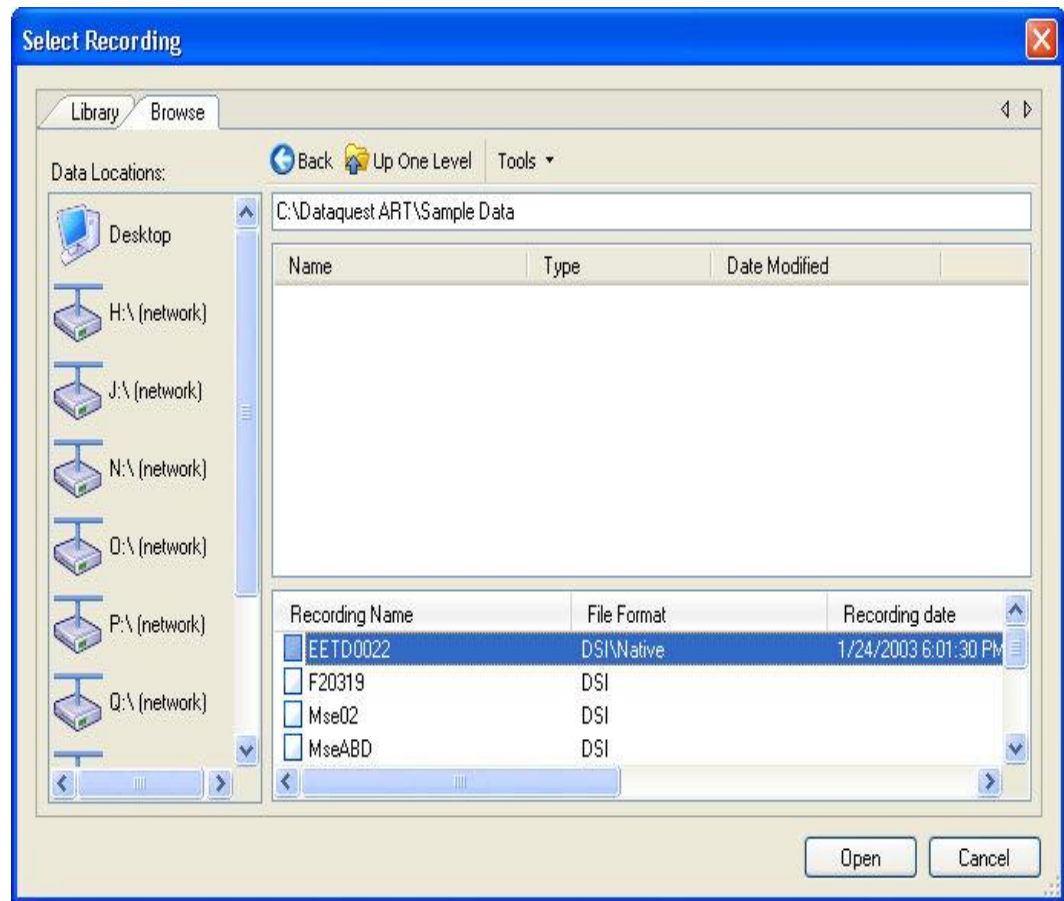 Select Recording
Library Browse
Data Locations:
Back Up One Level Tools
C:\Dataquest ART\Sample Data
Desktop
H:\ (network)
J:\ (network)
N:\ (network)
O:\ (network)
P:\ (network)
Q:\ (network)
Name Type Date Modified
Recording Name File Format Recording date
EETD0022 DSI\Native 1/24/2003 6:01:30 PM
F20319 DSI
Mse02 DSI
MseABD DSI
Open Cancel